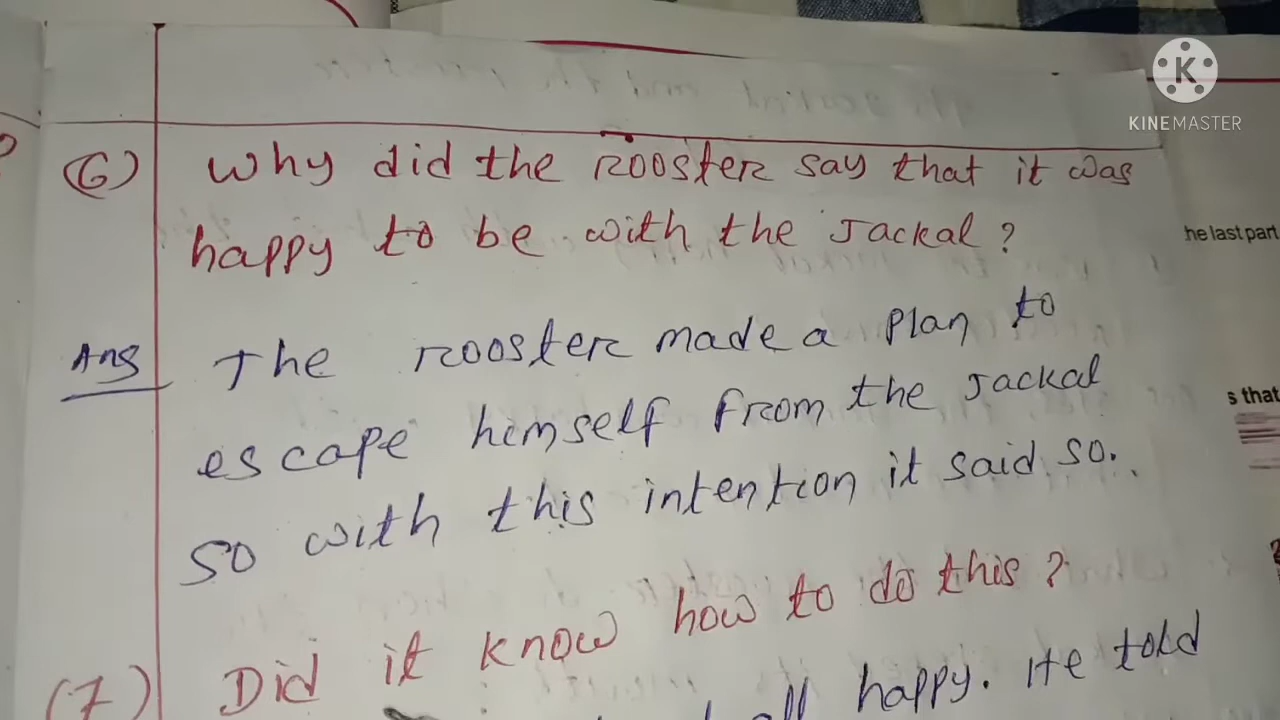 K
KINEMASTER
(6) Why did the rooster say that it was
happy to be with the Jackal?
he last part
Ans The rooster made a plan to
escape himself from the Jackal
s that
so with this intention it said so.
(7) Did it know how to do this?
happy. He told